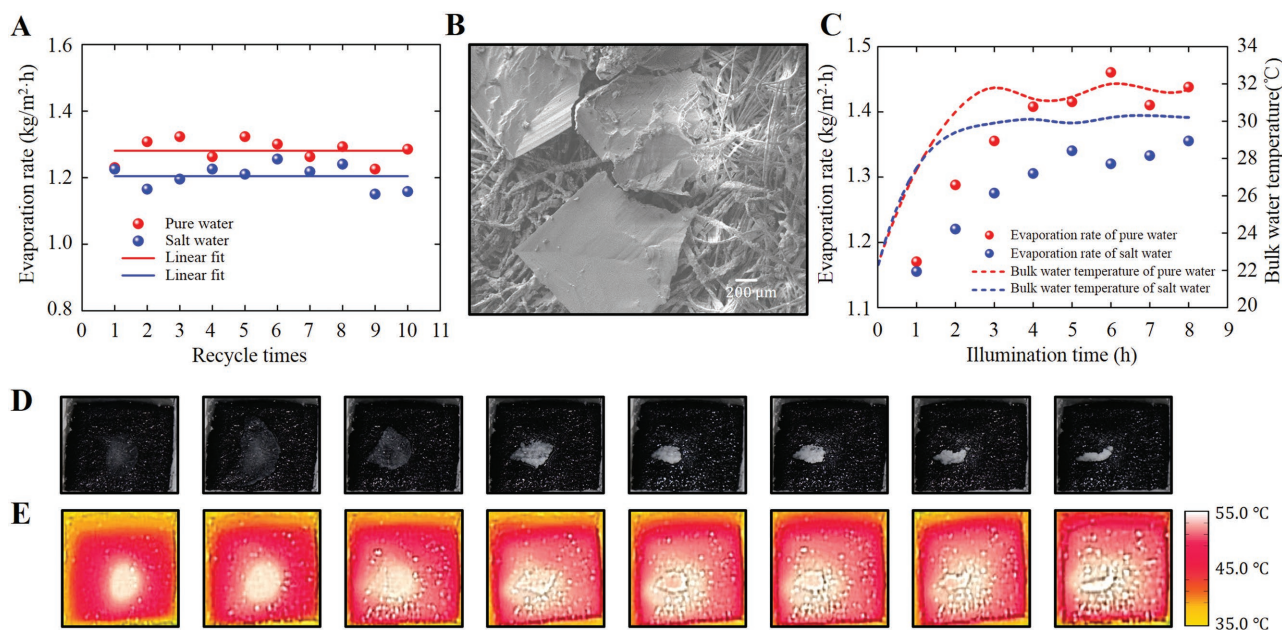 A
Evaporation rate (kg/m²·h)
1.6
1.4
1.2
1.0
0.8
Pure water
Salt water
Linear fit
Linear fit
0 1 2 3 4 5 6 7 8 9 10 11
Recycle times
B
200 μm
C
Evaporation rate (kg/m²·h)
1.5
1.4
1.3
1.2
1.1
Evaporation rate of pure water
Evaporation rate of salt water
Bulk water temperature of pure water
Bulk water temperature of salt water
34
32
30
28
26
24
22
20
Bulk water temperature(℃)
0 1 2 3 4 5 6 7 8 9
Illumination time (h)
D
E
55.0 °C
45.0 °C
35.0 °C